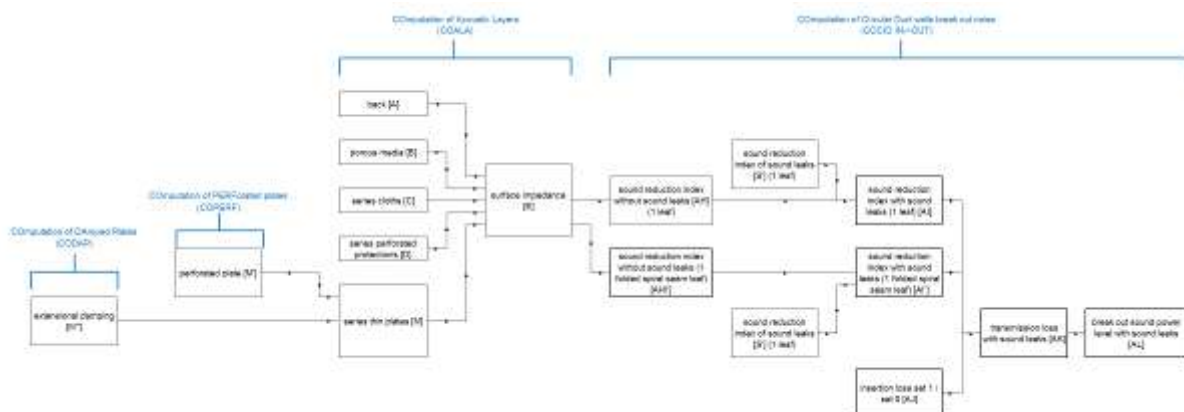 COmputation of Acoustic Layers
(COALA)
COmputation of Circular Duct walls break out noise
back [A]
porous media [B]
series cloths [C]
series perforated
protections [D]
surface impedance
COmputation of PERForated plates
(COPERF)
COmputation of DAmped Plates
(CODAP)
perforated plate
extensional damping
series thin plates
sound reduction index
without sound leaks
(1 leaf)
sound reduction index
without sound leaks (1
folded spiral seam leaf)
sound reduction
index of sound leaks
(1 leaf)
sound reduction
index with sound
leaks (1 leaf)
sound reduction
index with sound
leaks (1 folded spiral
seam leaf)
sound reduction
index of sound leaks
(1 leaf)
transmission loss
with sound leaks [AK]
break out sound power
level with sound leaks
[AL]
insertion loss set 1 /
set 0 [AJ]